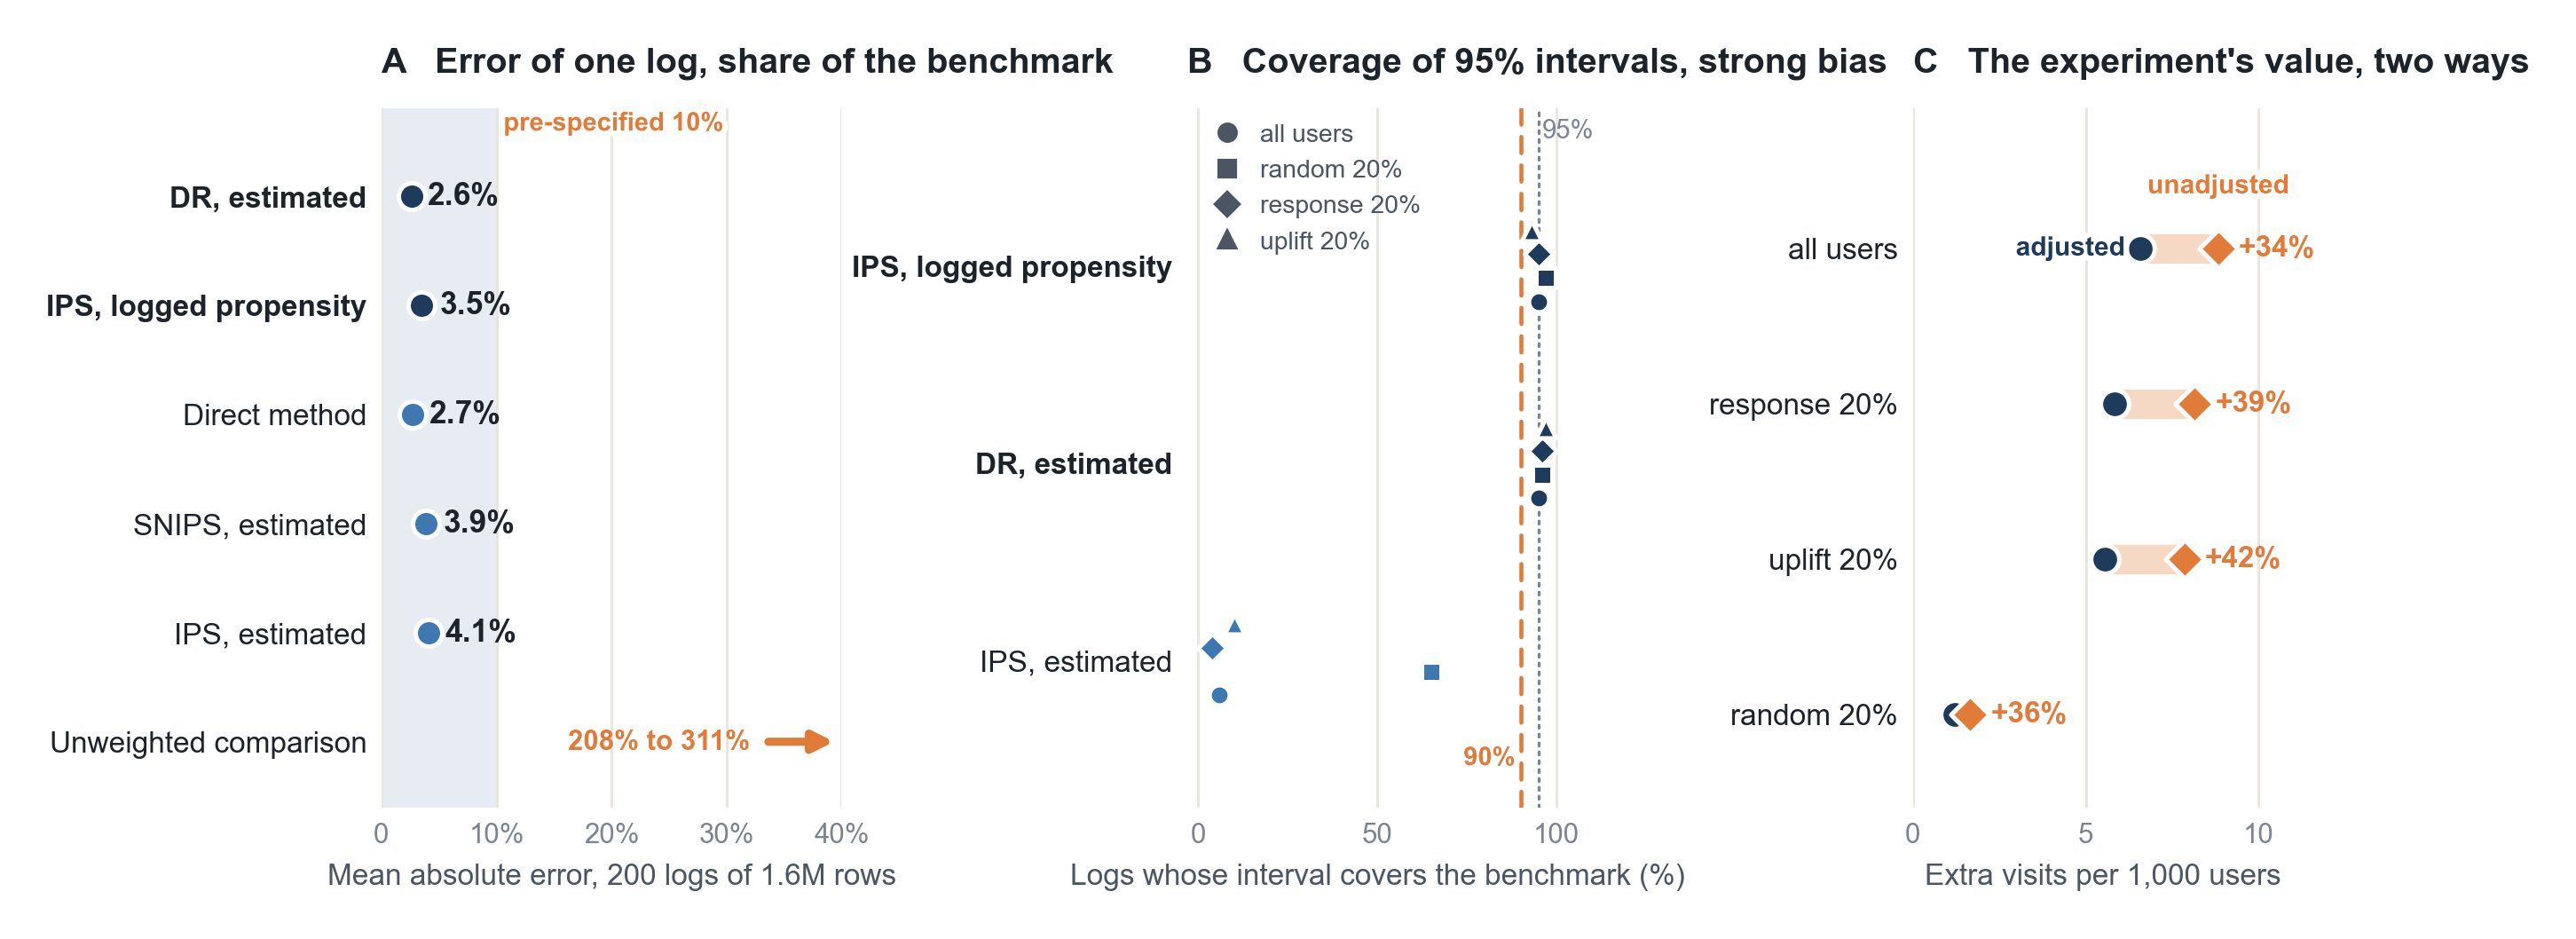 A Error of one log, share of the benchmark
pre-specified 10%
DR, estimated 2.6%
IPS, logged propensity 3.5%
Direct method 2.7%
SNIPS, estimated 3.9%
IPS, estimated 4.1%
Unweighted comparison 208% to 311%
0 10% 20% 30% 40%
Mean absolute error, 200 logs of 1.6M rows
B Coverage of 95% intervals, strong bias
95%
all users
random 20%
response 20%
uplift 20%
IPS, logged propensity
DR, estimated
IPS, estimated
90%
0 50 100
Logs whose interval covers the benchmark (%)
C The experiment's value, two ways
unadjusted
all users adjusted +34%
response 20% +39%
uplift 20% +42%
random 20% +36%
0 5 10
Extra visits per 1,000 users